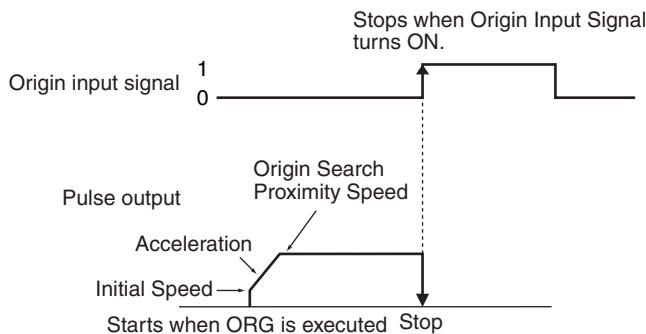 Stops when Origin Input Signal
turns ON.
1
Origin input signal
0
Origin Search
Proximity Speed
Pulse output
Acceleration
Initial Speed
Starts when ORG is executed
Stop